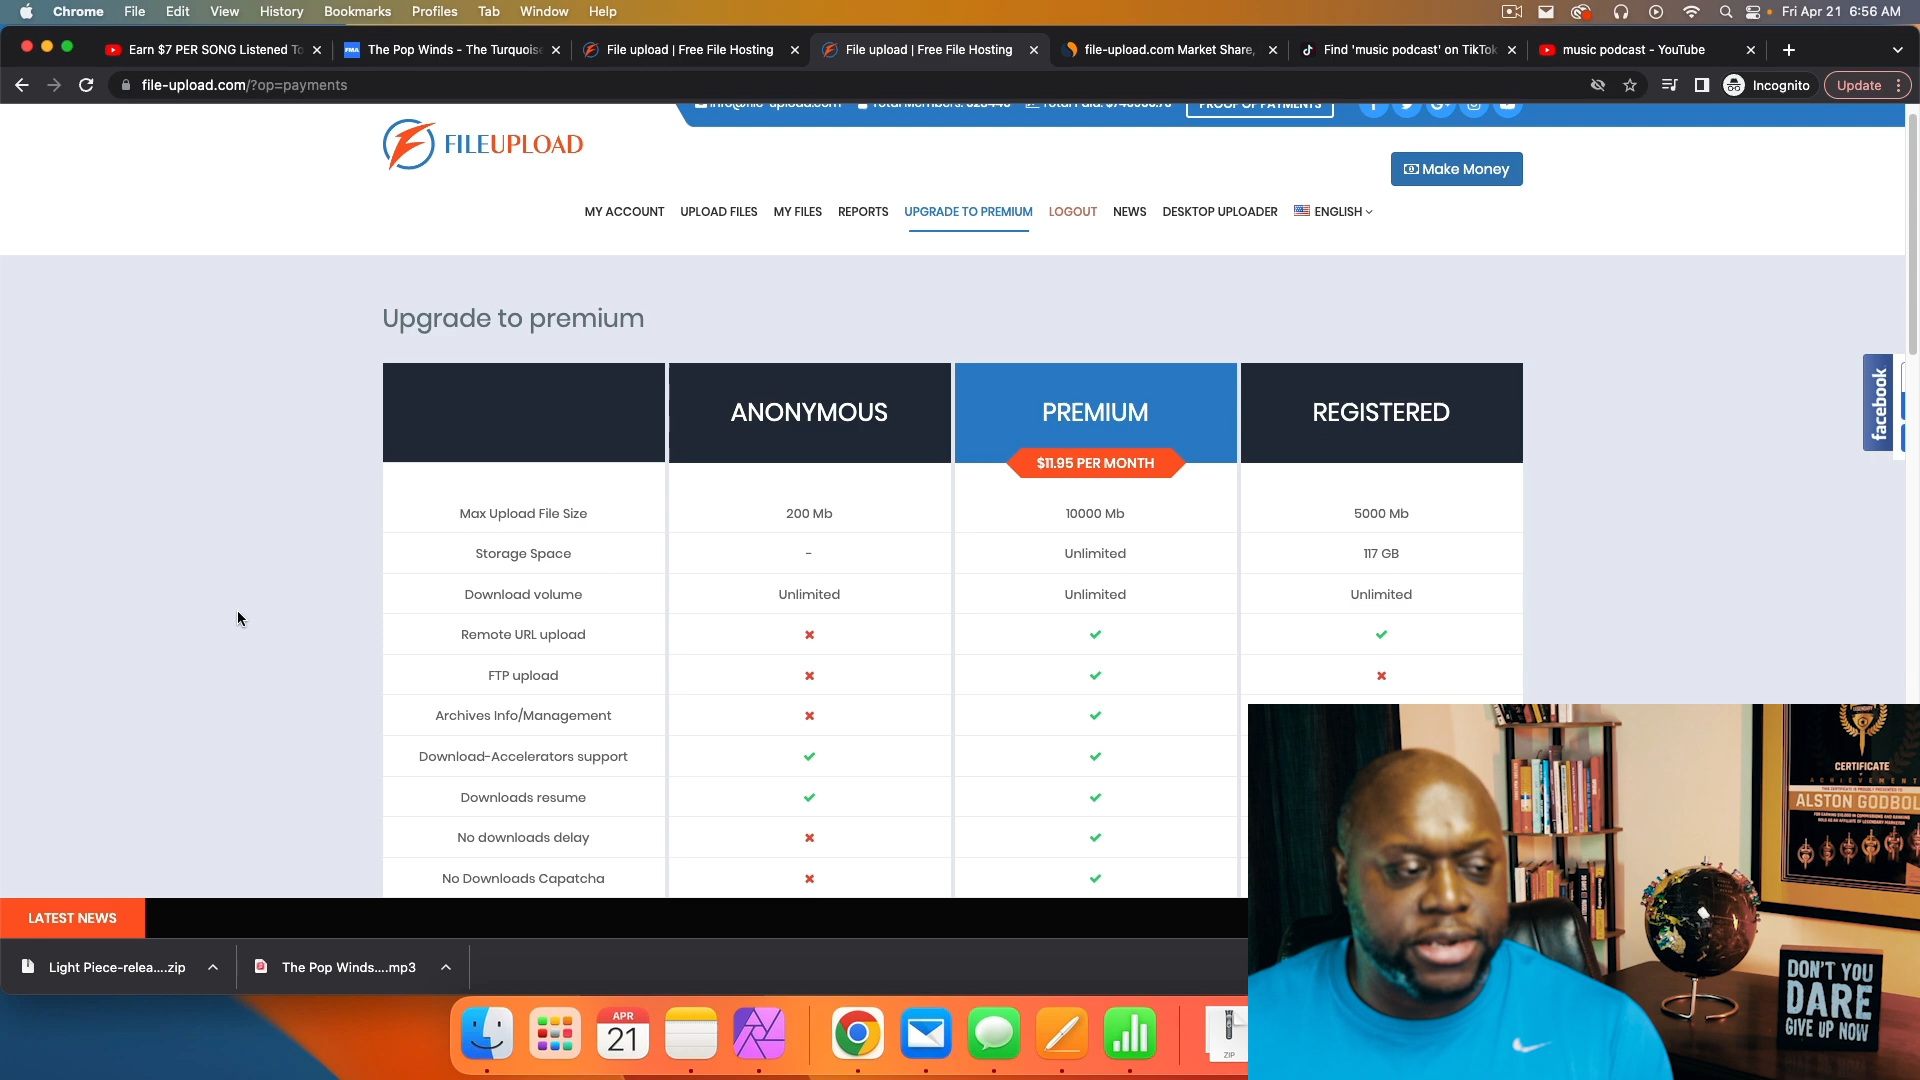 Chrome File Edit View History Bookmarks Profiles Tab Window Help Fri Apr 21 6:56 AM
Earn $7 PER SONG Listened To The Pop Winds - The Turquoise File upload | Free File Hosting File upload | Free File Hosting file-upload.com Market Share, Find 'music podcast' on TikTok music podcast - YouTube
file-upload.com/?op=payments Incognito Update
PROOF OF PAYMENTS
FILEUPLOAD
Make Money
MY ACCOUNT UPLOAD FILES MY FILES REPORTS UPGRADE TO PREMIUM LOGOUT NEWS DESKTOP UPLOADER ENGLISH
Upgrade to premium
ANONYMOUS PREMIUM REGISTERED
$11.95 PER MONTH
Max Upload File Size 200 Mb 10000 Mb 5000 Mb
Storage Space - Unlimited 117 GB
Download volume Unlimited Unlimited Unlimited
Remote URL upload
FTP upload
Archives Info/Management
Download-Accelerators support
Downloads resume
No downloads delay
No Downloads Capatcha
facebook
LATEST NEWS
Light Piece-relea....zip The Pop Winds....mp3
APR
21
ZIP
CERTIFICATE
ACHIEVEMENT
ALSTON GODBOL
DON'T YOU
DARE
GIVE UP NOW